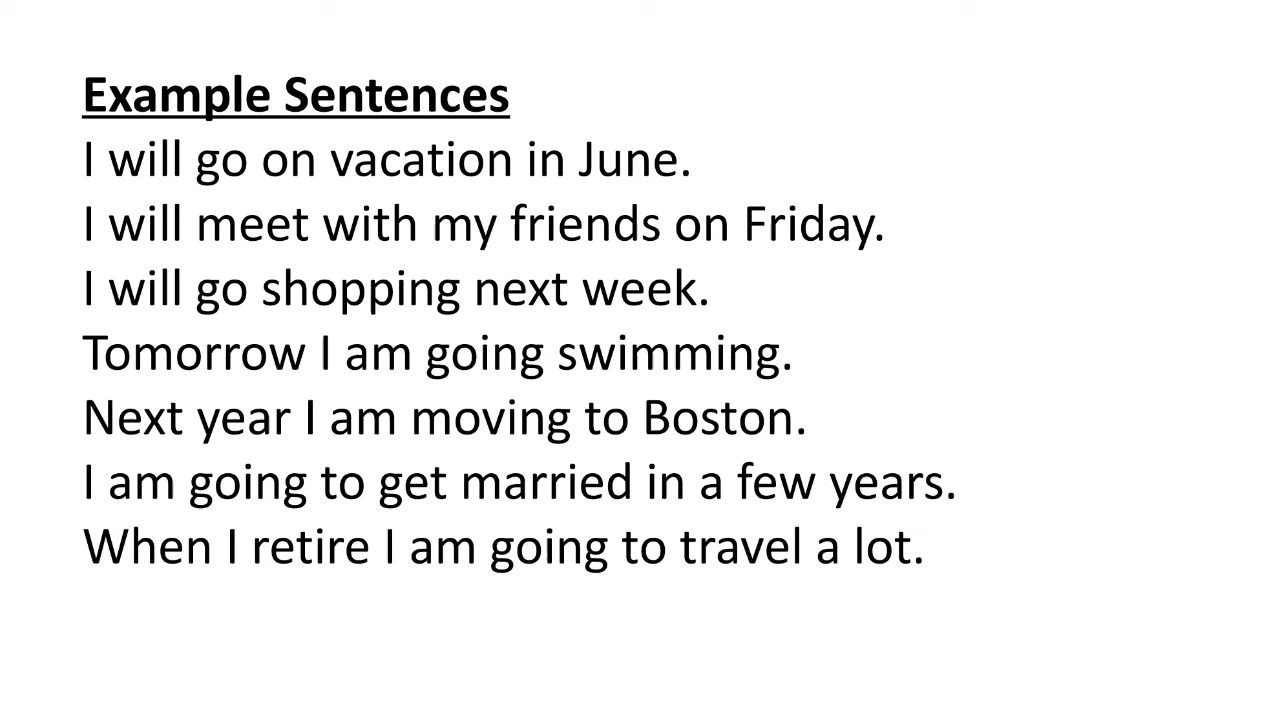 Example Sentences
I will go on vacation in June.
I will meet with my friends on Friday.
I will go shopping next week.
Tomorrow I am going swimming.
Next year I am moving to Boston.
I am going to get married in a few years.
When I retire I am going to travel a lot.